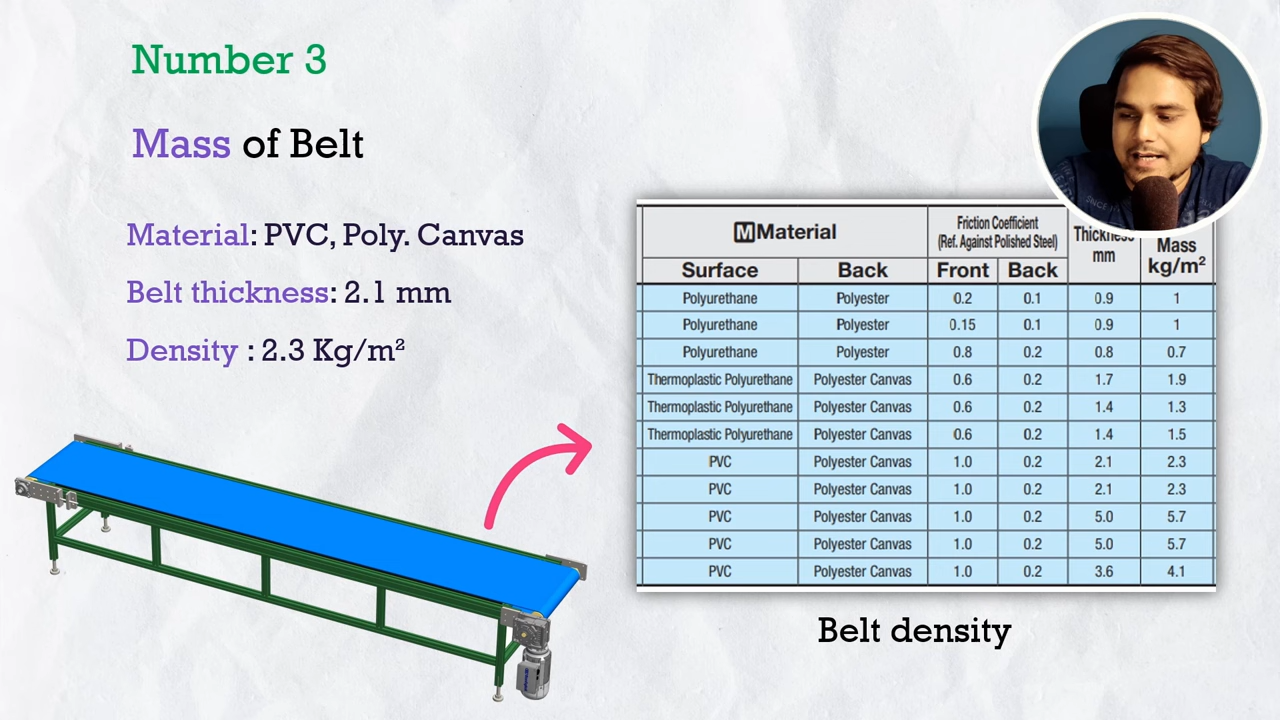 Number 3
Mass of Belt
Material: PVC, Poly. Canvas
Belt thickness: 2.1 mm
Density : 2.3 Kg/m²
M Material
Friction Coefficient
(Ref. Against Polished Steel)
Thickness
mm
Mass
kg/m²
Surface Back Front Back
Polyurethane Polyester 0.2 0.1 0.9 1
Polyurethane Polyester 0.15 0.1 0.9 1
Polyurethane Polyester 0.8 0.2 0.8 0.7
Thermoplastic Polyurethane Polyester Canvas 0.6 0.2 1.7 1.9
Thermoplastic Polyurethane Polyester Canvas 0.6 0.2 1.4 1.3
Thermoplastic Polyurethane Polyester Canvas 0.6 0.2 1.4 1.5
PVC Polyester Canvas 1.0 0.2 2.1 2.3
PVC Polyester Canvas 1.0 0.2 2.1 2.3
PVC Polyester Canvas 1.0 0.2 5.0 5.7
PVC Polyester Canvas 1.0 0.2 5.0 5.7
PVC Polyester Canvas 1.0 0.2 3.6 4.1
Belt density